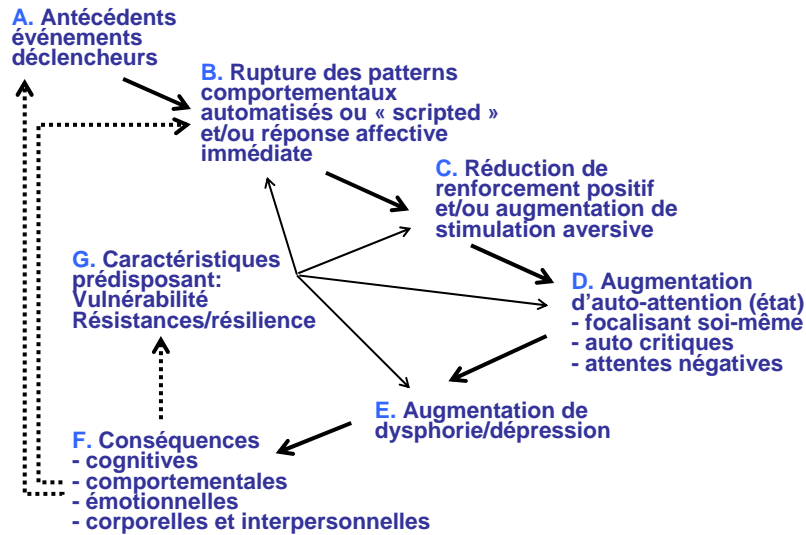 A. Antécédents
événements
déclencheurs
B. Rupture des patterns
comportementaux
automatisés ou « scripted »
et/ou réponse affective
immédiate
C. Réduction de
renforcement positif
et/ou augmentation de
stimulation aversive
G. Caractéristiques
prédisposant:
Vulnérabilité
Résistances/résilience
D. Augmentation
d'auto-attention (état)
- focalisant soi-même
- auto critiques
- attentes négatives
E. Augmentation de
dysphorie/dépression
F. Conséquences
- cognitives
- comportementales
- émotionnelles
- corporelles et interpersonnelles